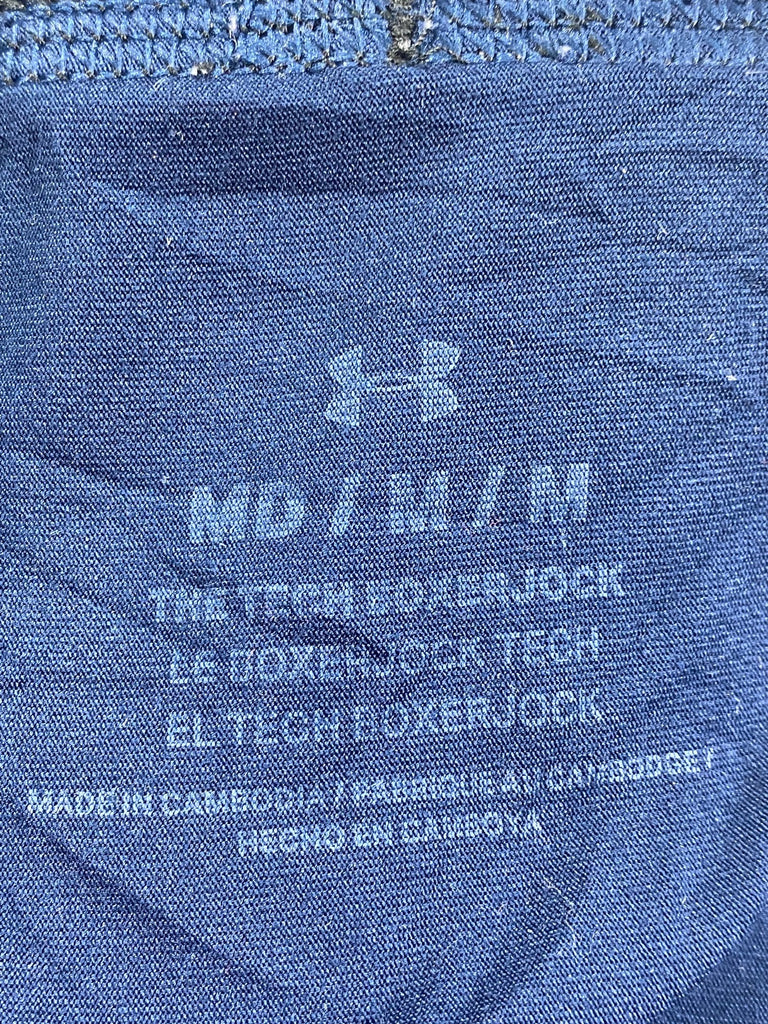 MD / M / M
THE TECH BOXERJOCK
LE BOXERJOCK TECH
EL TECH BOXERJOCK
MADE IN CAMBODIA / FABRIQUÉ AU CAMBODGE /
HECHO EN CAMBOYA